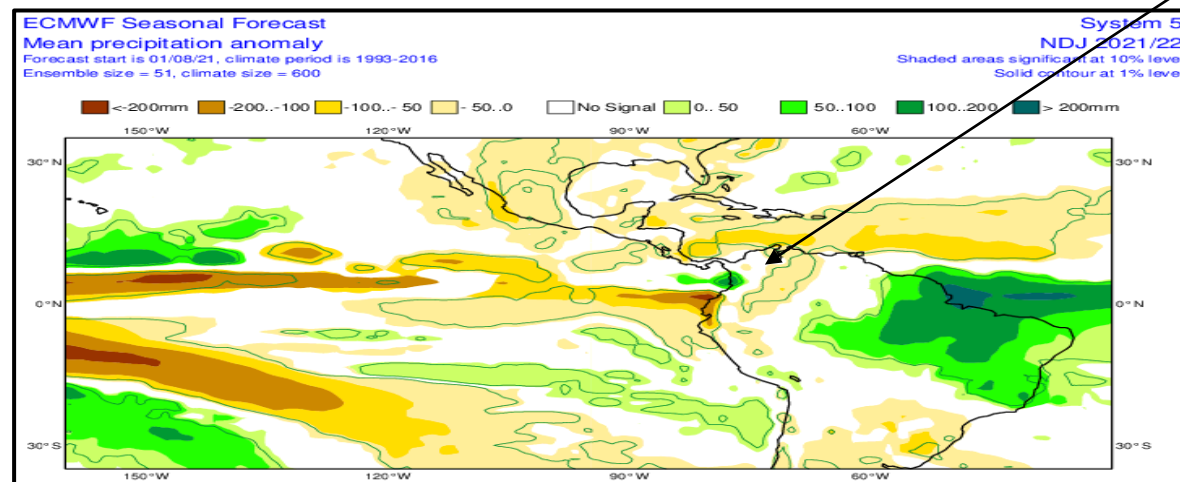 ECMWF Seasonal Forecast
System 5
Mean precipitation anomaly
NDJ 2021/22
Forecast start is 01/08/21, climate period is 1993-2016
Shaded areas significant at 10% level
Ensemble size = 51, climate size = 600
Solid contour at 1% level
<-200mm -200..-100 -100..- 50 - 50..0 No Signal 0.. 50 50..100 100..200 > 200mm
150°W 120°W 90°W 60°W
30°N 30°N
0°N 0°N
30°S 30°S
150°W 120°W 90°W 60°W